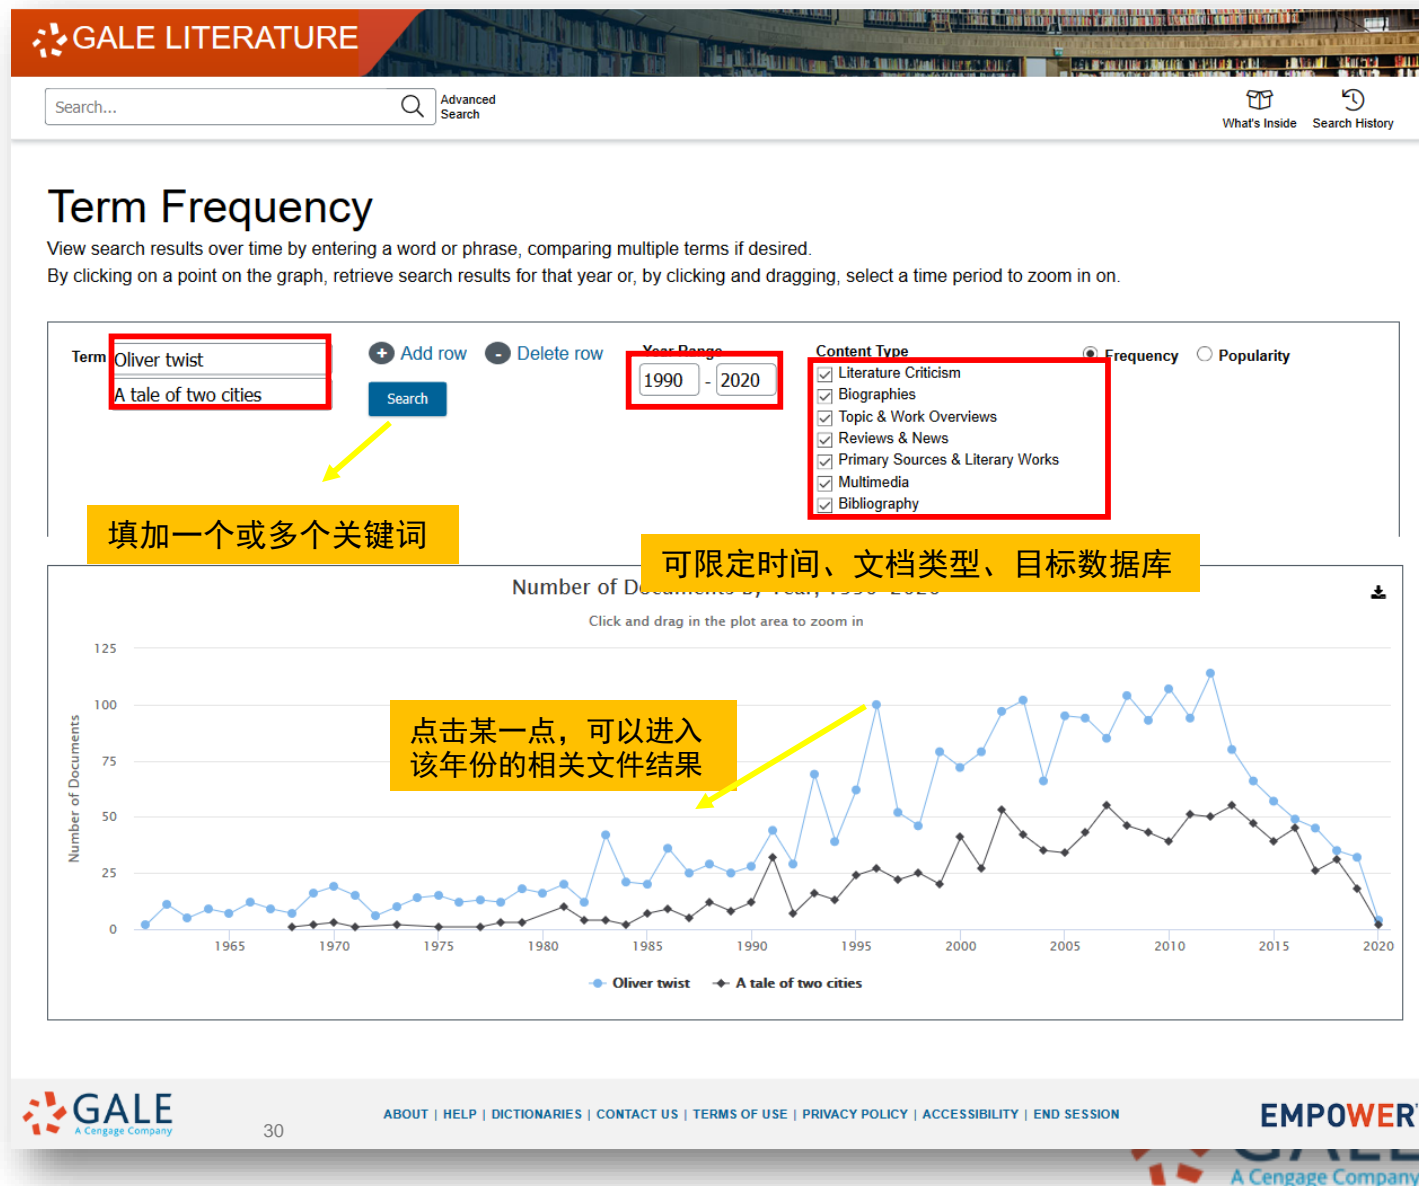 GALE LITERATURE
Search...
Advanced
Search
What's Inside
Search History
Term Frequency
View search results over time by entering a word or phrase, comparing multiple terms if desired.
By clicking on a point on the graph, retrieve search results for that year or, by clicking and dragging, select a time period to zoom in on.
Term
Oliver twist
A tale of two cities
+ Add row
- Delete row
Search
Year Range
1990 - 2020
Content Type
Literature Criticism
Biographies
Topic & Work Overviews
Reviews & News
Primary Sources & Literary Works
Multimedia
Bibliography
Frequency
Popularity
填加一个或多个关键词
可限定时间、文档类型、目标数据库
Number of Documents by Year, 1990-2020
Click and drag in the plot area to zoom in
点击某一点，可以进入
该年份的相关文件结果
Number of Documents
125
100
75
50
25
0
1965 1970 1975 1980 1985 1990 1995 2000 2005 2010 2015 2020
Oliver twist
A tale of two cities
GALE
A Cengage Company
30
ABOUT | HELP | DICTIONARIES | CONTACT US | TERMS OF USE | PRIVACY POLICY | ACCESSIBILITY | END SESSION
EMPOWER
GALE
A Cengage Company